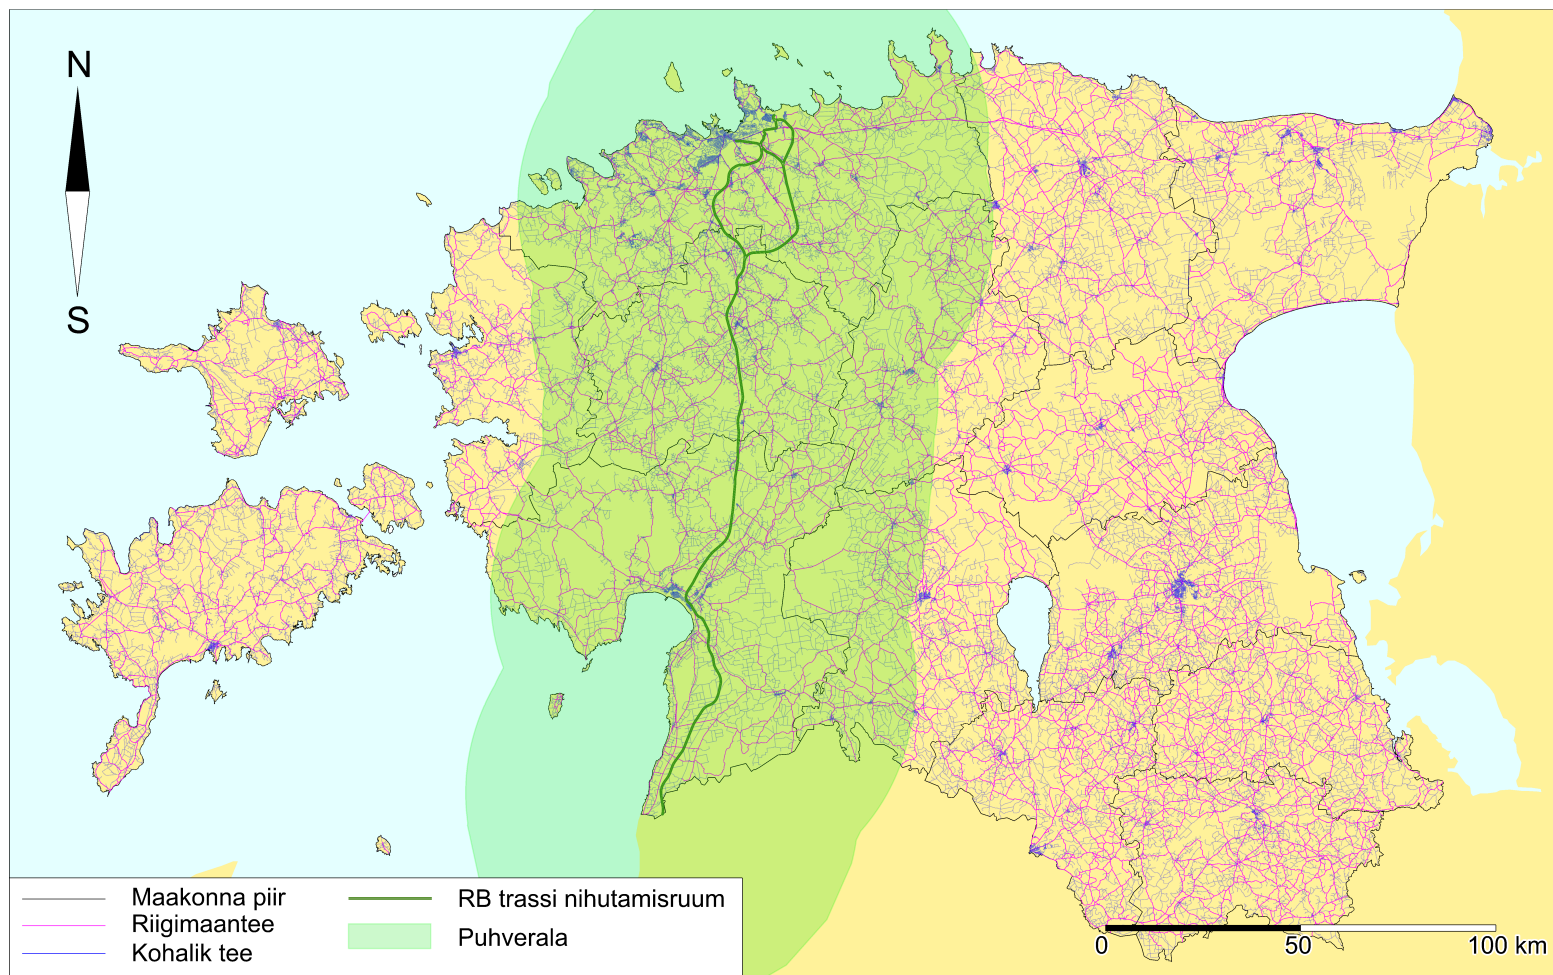 N
S
Maakonna piir
Riigimaantee
Kohalik tee
RB trassi nihutamisruum
Puhverala
0 50 100 km